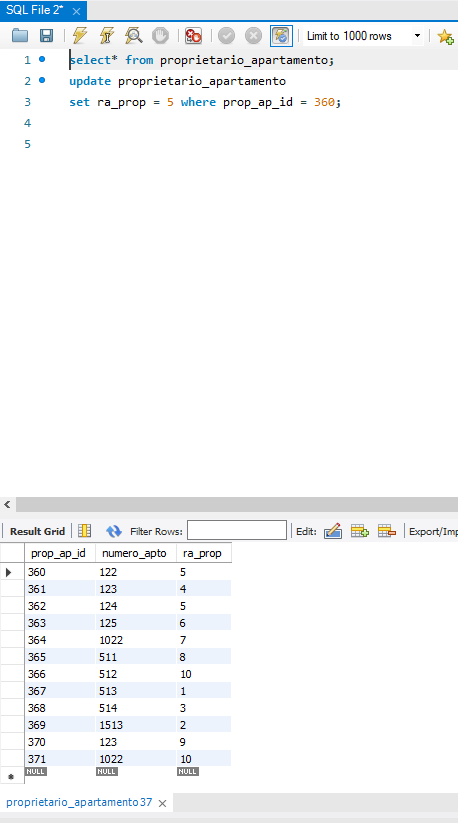 SQL File 2*
Limit to 1000 rows
1 select* from proprietario_apartamento;
2 update proprietario_apartamento
3 set ra_prop = 5 where prop_ap_id = 360;
4
5
Result Grid Filter Rows: Edit: Export/Imp
prop_ap_id numero_apto ra_prop
360 122 5
361 123 4
362 124 5
363 125 6
364 1022 7
365 511 8
366 512 10
367 513 1
368 514 3
369 1513 2
370 123 9
371 1022 10
NULL NULL NULL
proprietario_apartamento37